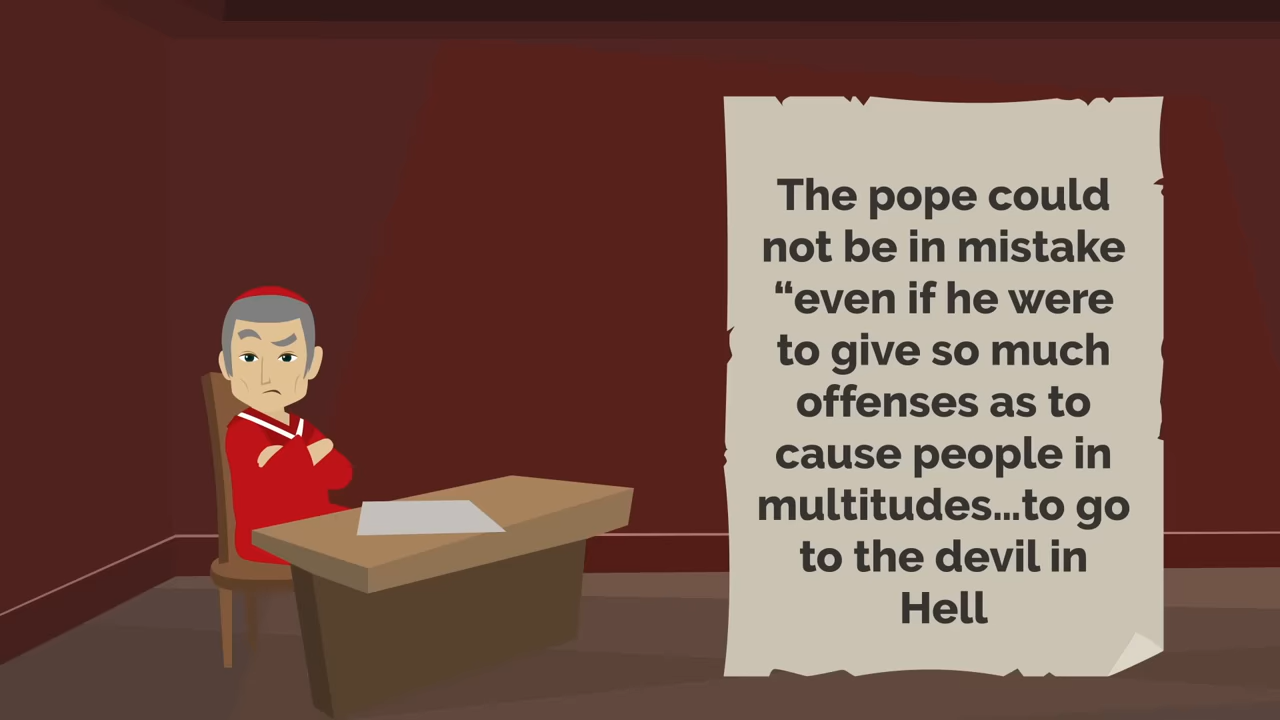 The pope could
not be in mistake
“even if he were
to give so much
offenses as to
cause people in
multitudes...to go
to the devil in
Hell